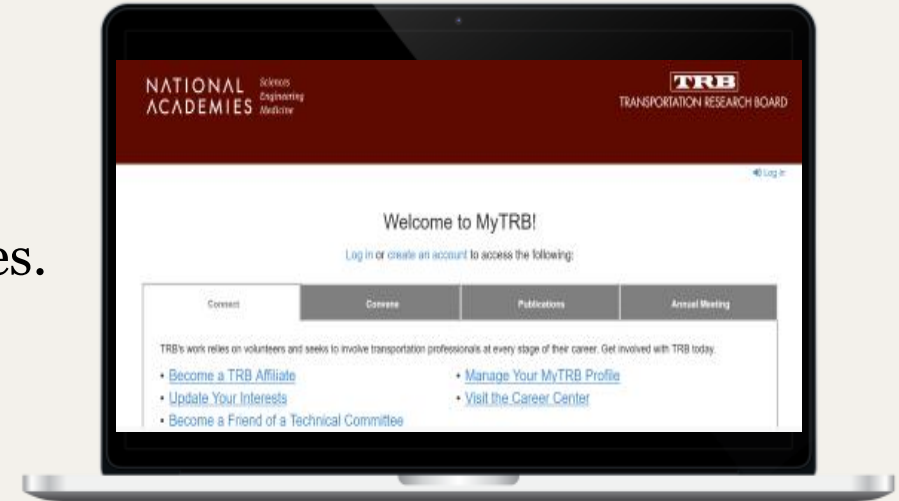 NATIONAL
ACADEMIES
Sciences
Engineering
Medicine
TRB
TRANSPORTATION RESEARCH BOARD
Log in
es.
Welcome to MyTRB!
Log in or create an account to access the following:
Connect
Convene
Publications
Annual Meeting
TRB's work relies on volunteers and seeks to involve transportation professionals at every stage of their career. Get involved with TRB today.
• Become a TRB Affiliate
• Manage Your MyTRB Profile
• Update Your Interests
• Visit the Career Center
• Become a Friend of a Technical Committee